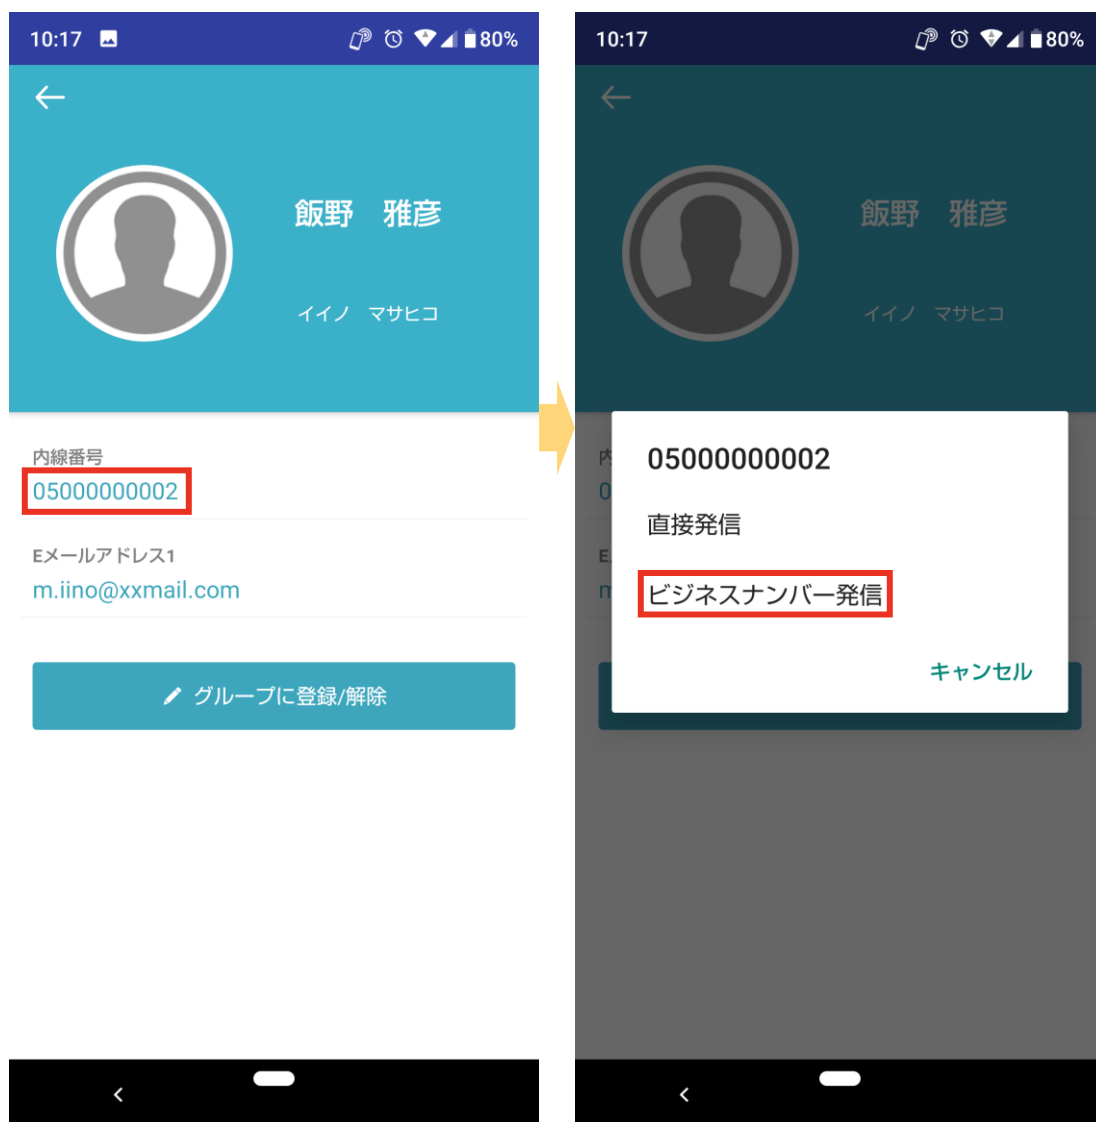 10:17
80%
飯野　雅彦
イイノ　マサヒコ
内線番号
05000000002
Eメールアドレス1
m.iino@xxmail.com
グループに登録/解除
10:17
80%
飯野　雅彦
イイノ　マサヒコ
内
0
E
m
05000000002
直接発信
ビジネスナンバー発信
キャンセル